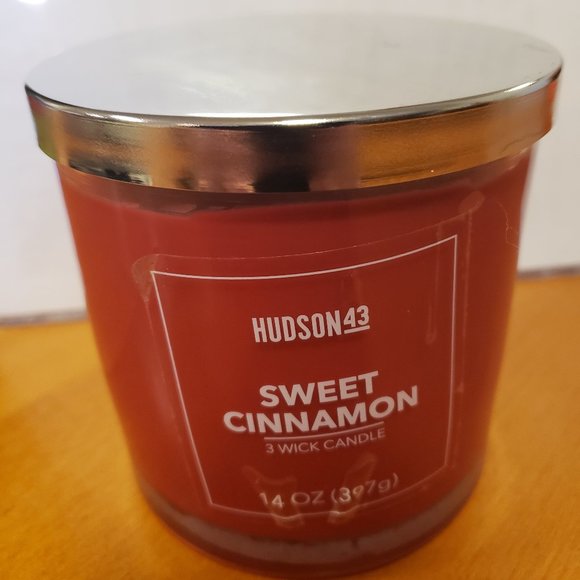 HUDSON43
SWEET
CINNAMON
3 WICK CANDLE
14 OZ (397g)